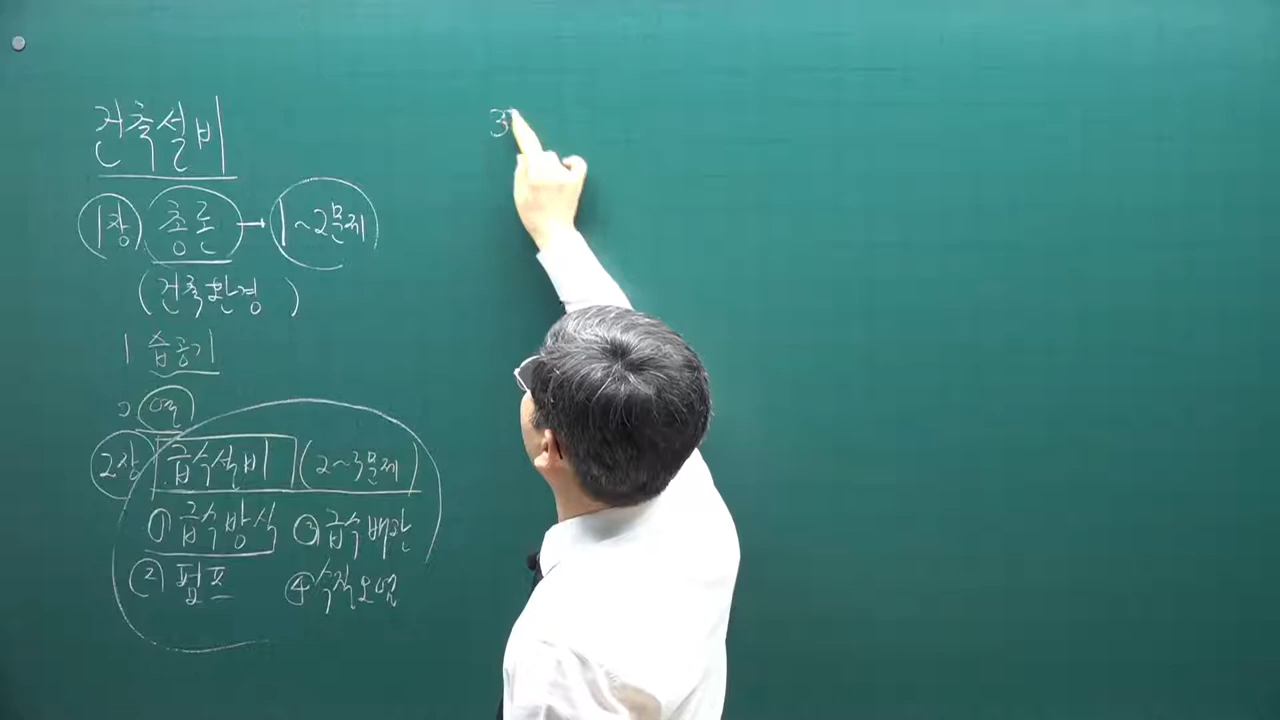 건축설비
1장 총론 → 1~2문제
(건축환경 )
1 습공기
2 열
2장 급수설비 (2~3문제)
① 급수방식 ③ 급수배관
② 펌프 ④ 수질오염
3